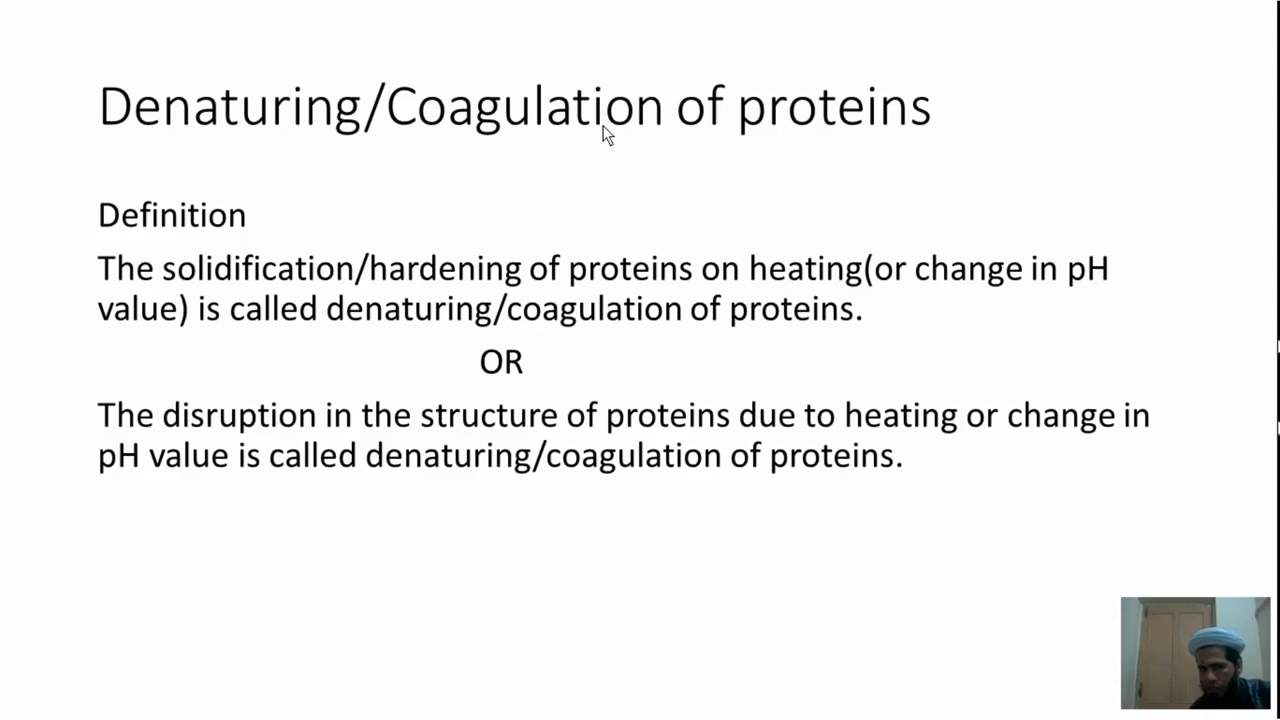 Denaturing/Coagulation of proteins
Definition
The solidification/hardening of proteins on heating(or change in pH
value) is called denaturing/coagulation of proteins.
OR
The disruption in the structure of proteins due to heating or change in
pH value is called denaturing/coagulation of proteins.